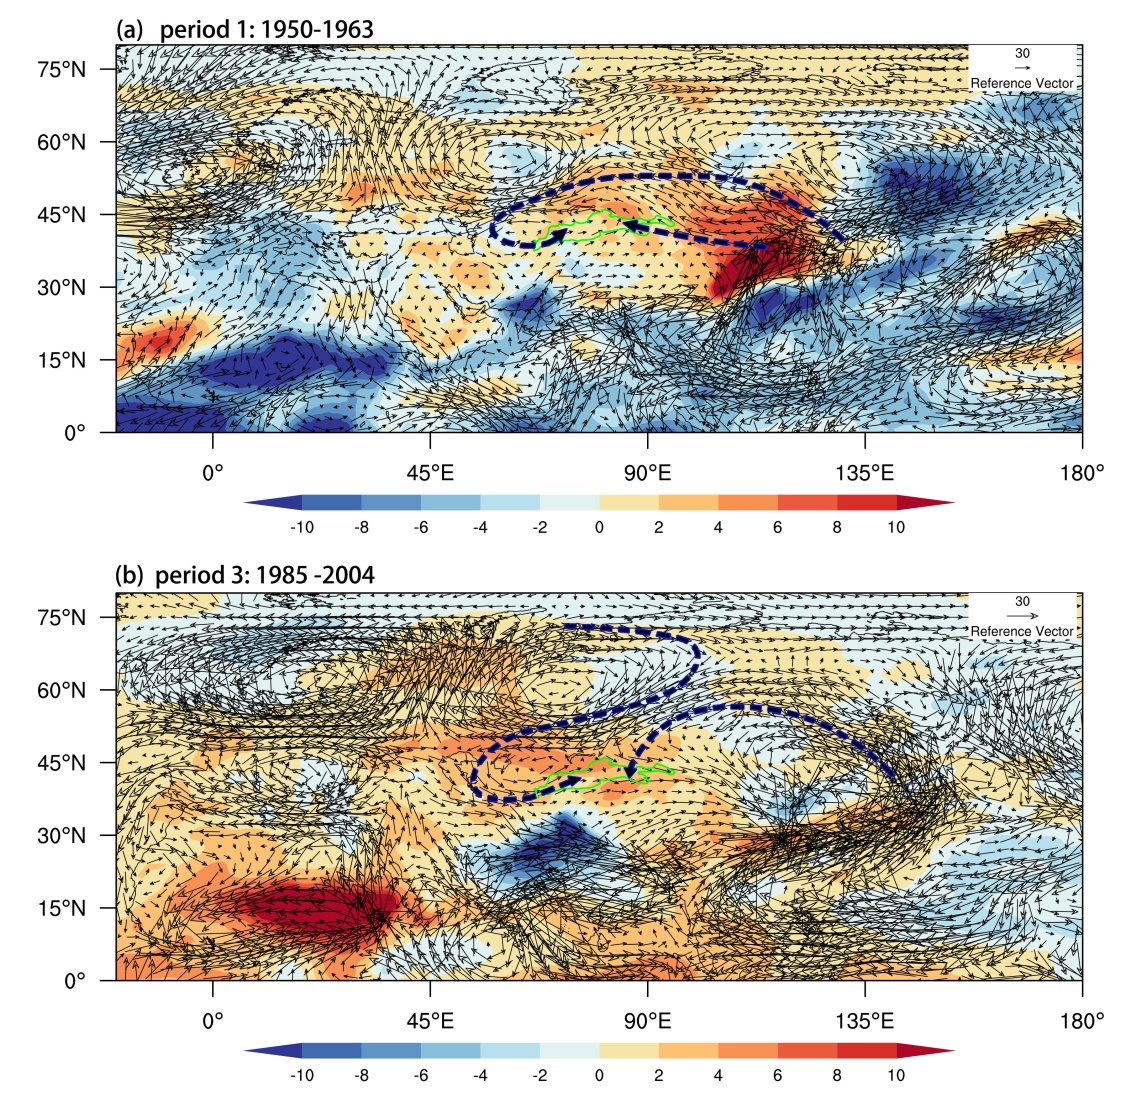 (a) period 1: 1950-1963
30
Reference Vector
75°N
60°N
45°N
30°N
15°N
0°
0° 45°E 90°E 135°E 180°
-10 -8 -6 -4 -2 0 2 4 6 8 10
(b) period 3: 1985 -2004
30
Reference Vector
75°N
60°N
45°N
30°N
15°N
0°
0° 45°E 90°E 135°E 180°
-10 -8 -6 -4 -2 0 2 4 6 8 10